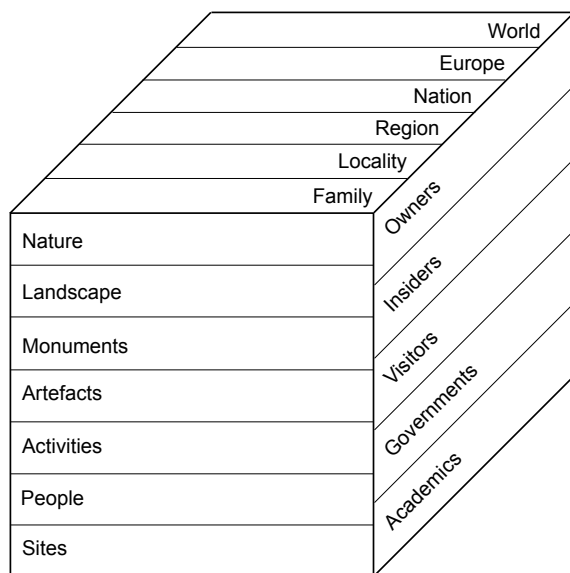 World
Europe
Nation
Region
Locality
Family
Nature
Landscape
Monuments
Artefacts
Activities
People
Sites
Owners
Insiders
Visitors
Governments
Academics